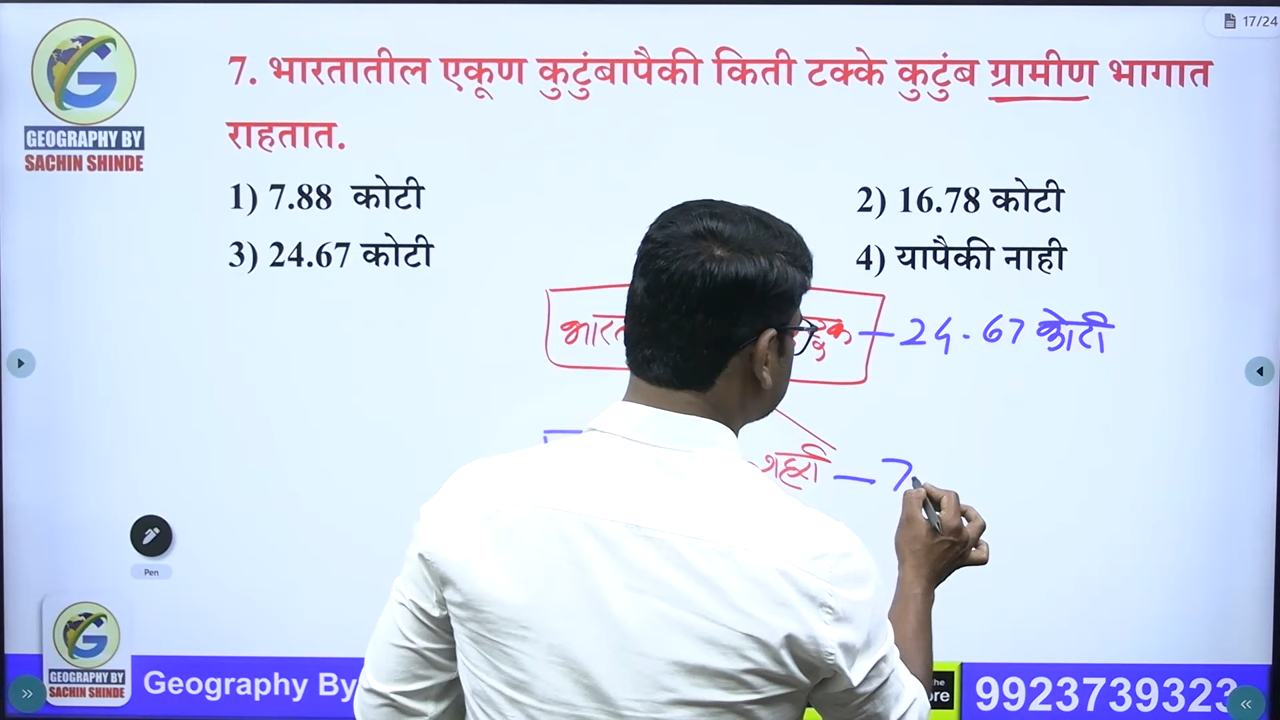 17/24
7. भारतातील एकूण कुटुंबापैकी किती टक्के कुटुंब ग्रामीण भागात
राहतात.
GEOGRAPHY BY
SACHIN SHINDE
1) 7.88 कोटी
2) 16.78 कोटी
3) 24.67 कोटी
4) यापैकी नाही
24.67 कोटी
शहरी - 7
Pen
GEOGRAPHY BY
SACHIN SHINDE
Geography By
9923739323